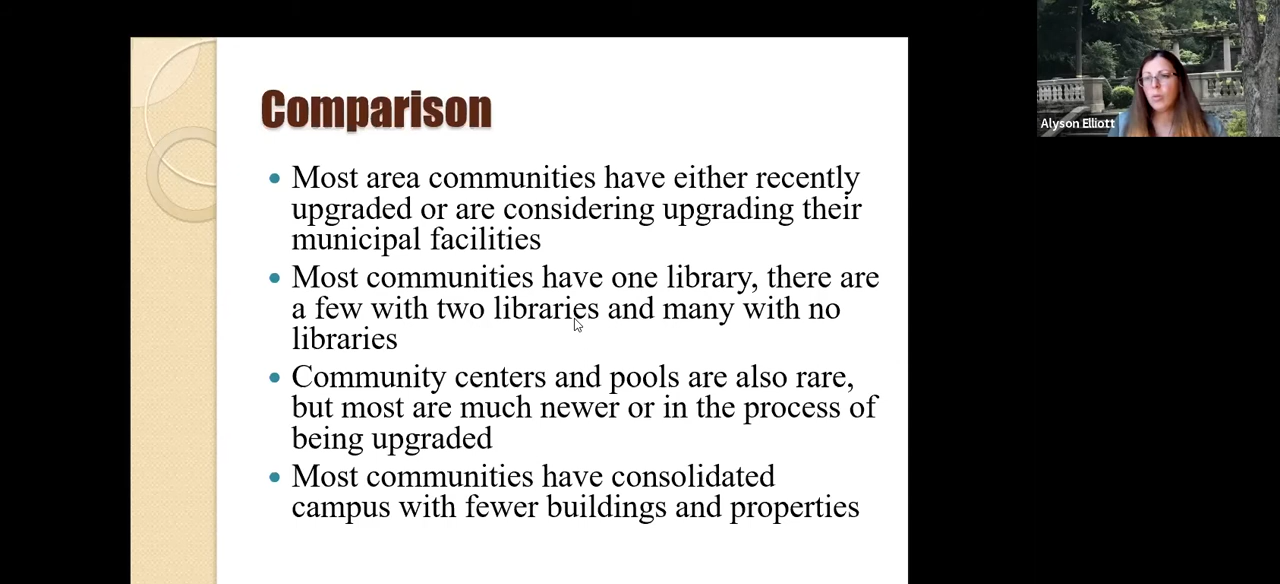 Comparison
Most area communities have either recently
upgraded or are considering upgrading their
municipal facilities
Most communities have one library, there are
a few with two libraries and many with no
libraries
Community centers and pools are also rare,
but most are much newer or in the process of
being upgraded
Most communities have consolidated
campus with fewer buildings and properties
Alyson Elliott